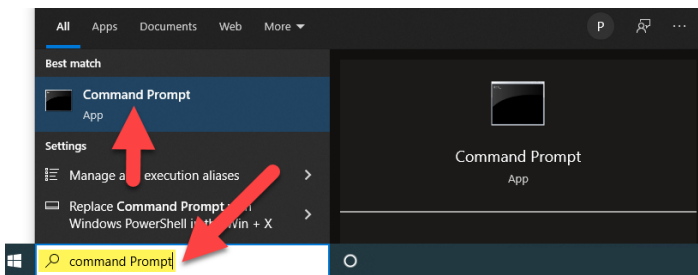 All Apps Documents Web More
P
Best match
Command Prompt
App
Settings
Manage execution aliases
Replace Command Prompt
Windows PowerShell in Win + X
command Prompt
Command Prompt
App